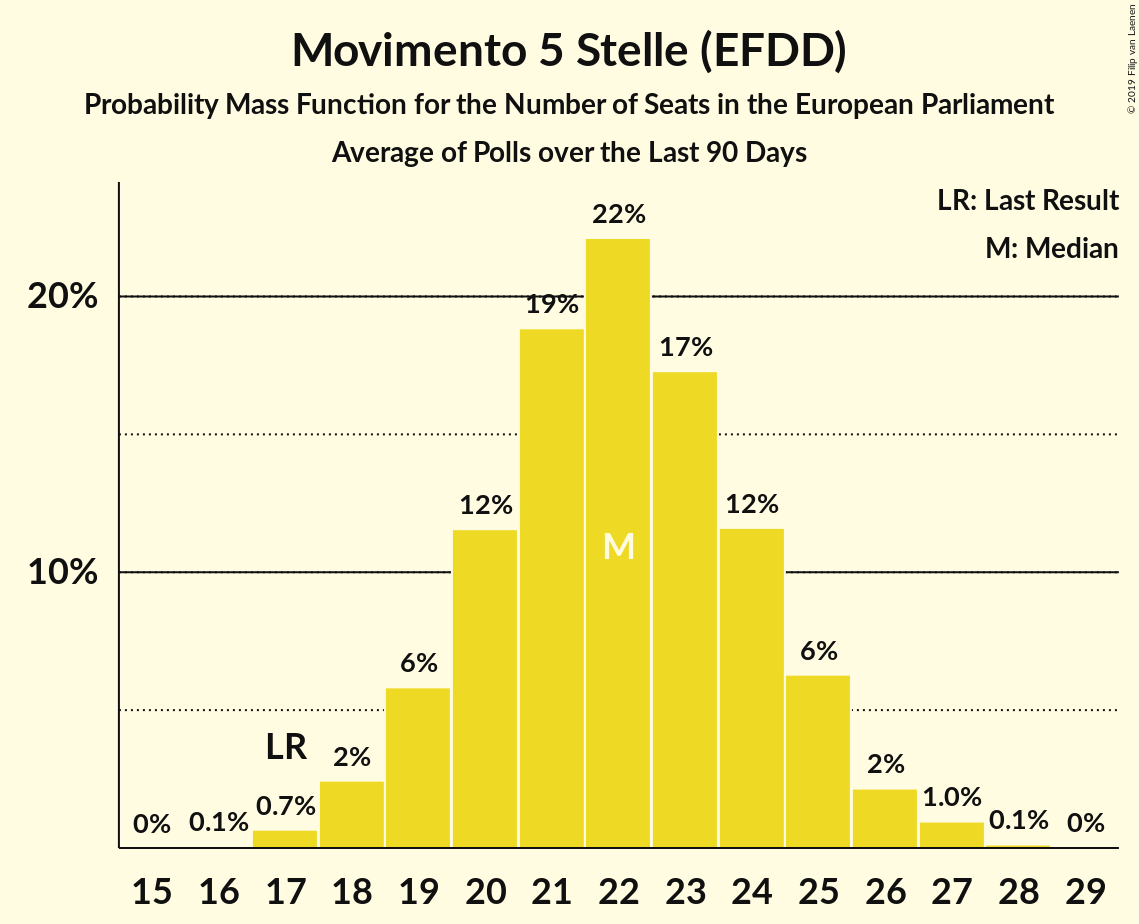 © 2019 Filip van Laenen
Movimento 5 Stelle (EFDD)
Probability Mass Function for the Number of Seats in the European Parliament
Average of Polls over the Last 90 Days
LR: Last Result
M: Median
20%
10%
0% 0.1% 0.7% 2% 6% 12% 19% 22% 17% 12% 6% 2% 1.0% 0.1% 0%
LR
M
15 16 17 18 19 20 21 22 23 24 25 26 27 28 29